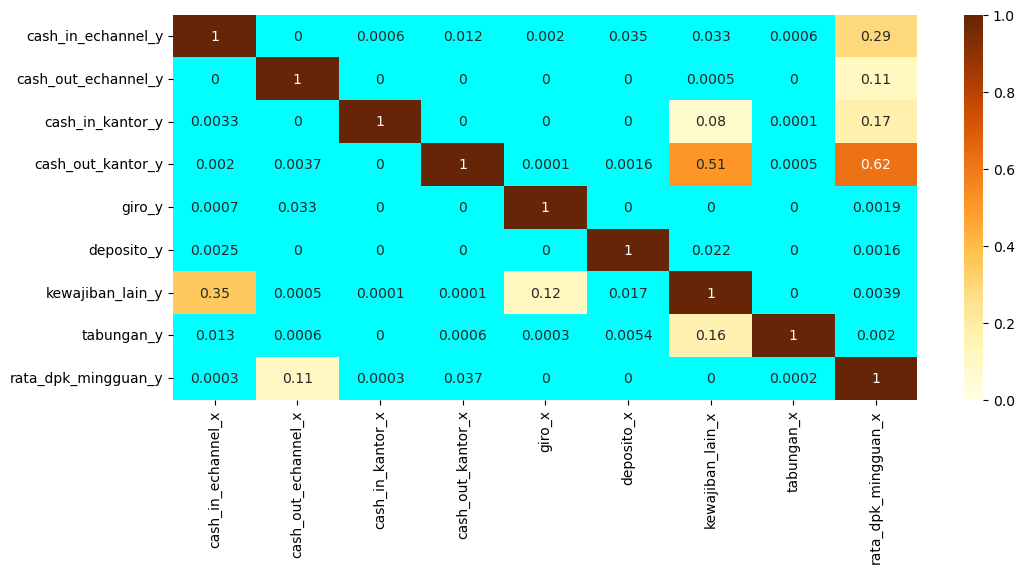 cash_in_echannel_y 1 0 0.0006 0.012 0.002 0.035 0.033 0.0006 0.29
cash_out_echannel_y 0 1 0 0 0 0 0.0005 0 0.11
cash_in_kantor_y 0.0033 0 1 0 0 0 0.08 0.0001 0.17
cash_out_kantor_y 0.002 0.0037 0 1 0.0001 0.0016 0.51 0.0005 0.62
giro_y 0.0007 0.033 0 0 1 0 0 0 0.0019
deposito_y 0.0025 0 0 0 0 1 0.022 0 0.0016
kewajiban_lain_y 0.35 0.0005 0.0001 0.0001 0.12 0.017 1 0 0.0039
tabungan_y 0.013 0.0006 0 0.0006 0.0003 0.0054 0.16 1 0.002
rata_dpk_mingguan_y 0.0003 0.11 0.0003 0.037 0 0 0 0.0002 1
cash_in_echannel_x
cash_out_echannel_x
cash_in_kantor_x
cash_out_kantor_x
giro_x
deposito_x
kewajiban_lain_x
tabungan_x
rata_dpk_mingguan_x
1.0
0.8
0.6
0.4
0.2
0.0